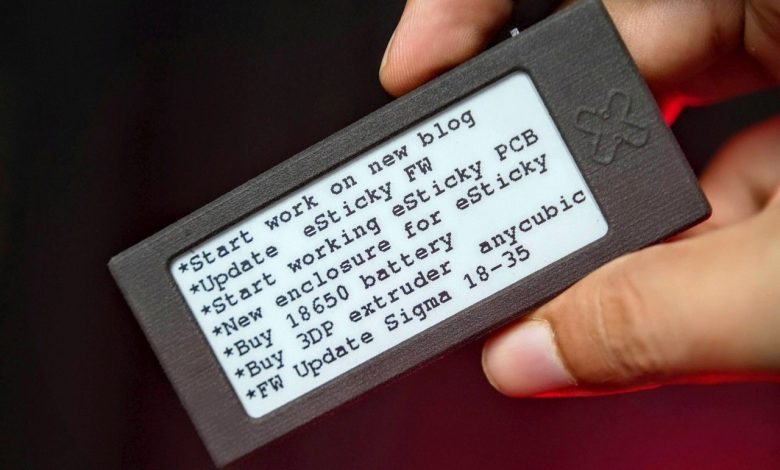 *Start work on new blog
*Update  eSticky FW
*Start working eSticky PCB
*New enclosure for eSticky
*Buy 18650 battery
*Buy 3DP extruder  anycubic
*FW Update Sigma 18-35